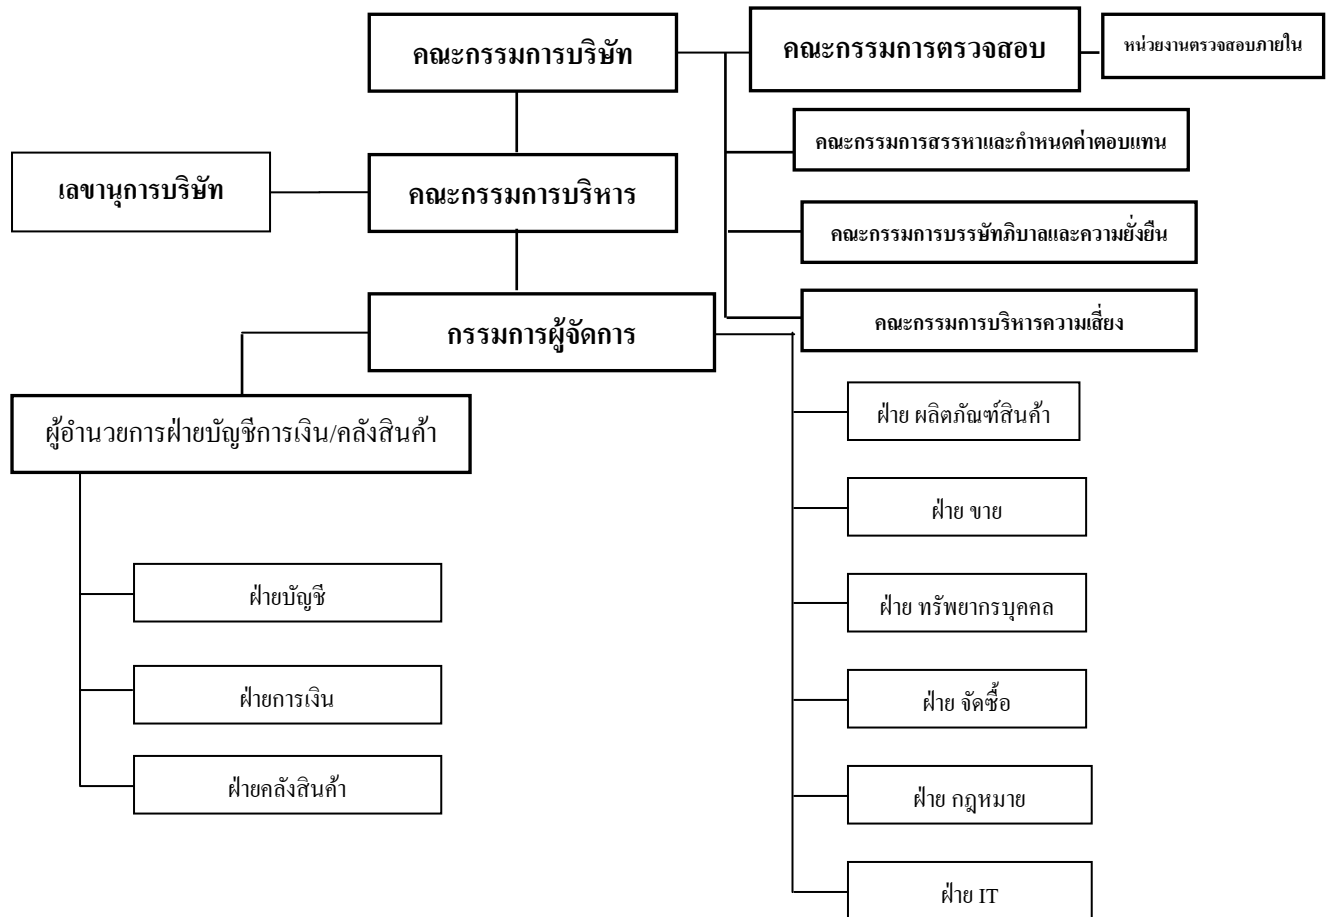 คณะกรรมการบริษัท
คณะกรรมการตรวจสอบ
หน่วยงานตรวจสอบภายใน
คณะกรรมการสรรหาและกำหนดค่าตอบแทน
เลขานุการบริษัท
คณะกรรมการบริหาร
คณะกรรมการบรรษัทภิบาลและความยั่งยืน
กรรมการผู้จัดการ
คณะกรรมการบริหารความเสี่ยง
ผู้อำนวยการฝ่ายบัญชีการเงิน/คลังสินค้า
ฝ่าย ผลิตภัณฑ์สินค้า
ฝ่าย ขาย
ฝ่ายบัญชี
ฝ่าย ทรัพยากรบุคคล
ฝ่ายการเงิน
ฝ่าย จัดซื้อ
ฝ่ายคลังสินค้า
ฝ่าย กฎหมาย
ฝ่าย IT